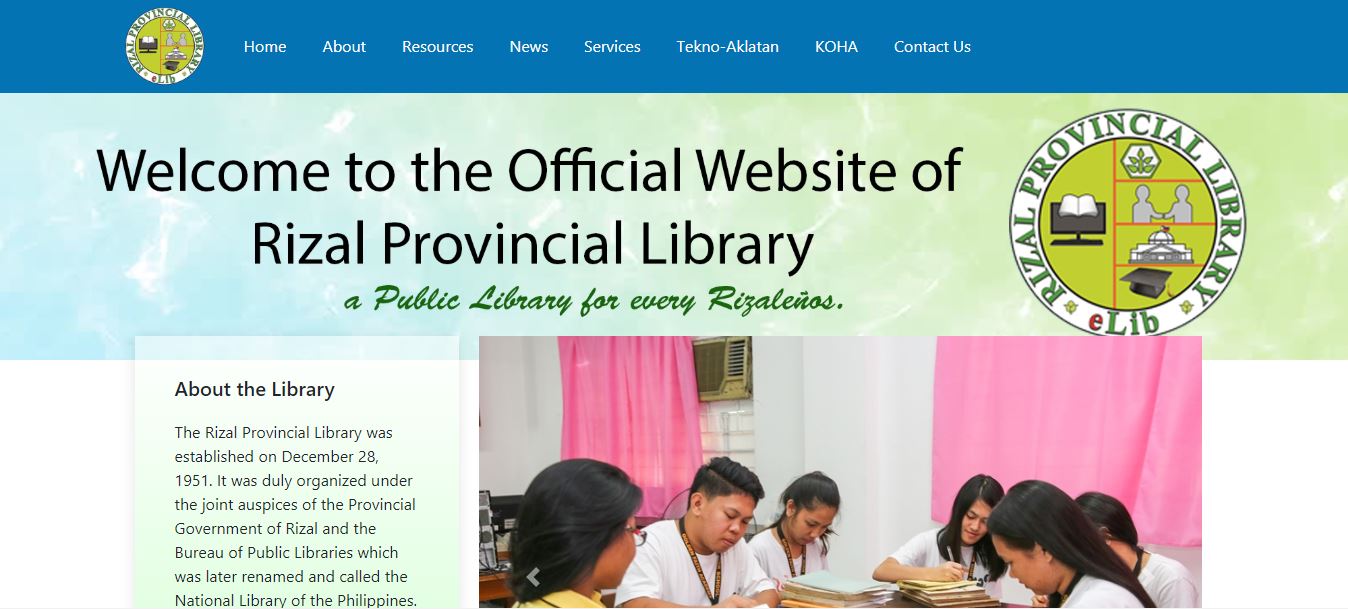 RIZAL PROVINCIAL LIBRARY
eLib
Home About Resources News Services Tekno-Aklatan KOHA Contact Us
Welcome to the Official Website of
Rizal Provincial Library
a Public Library for every Rizaleños.
RIZAL PROVINCIAL LIBRARY
eLib
About the Library
The Rizal Provincial Library was
established on December 28,
1951. It was duly organized under
the joint auspices of the Provincial
Government of Rizal and the
Bureau of Public Libraries which
was later renamed and called the
National Library of the Philippines.